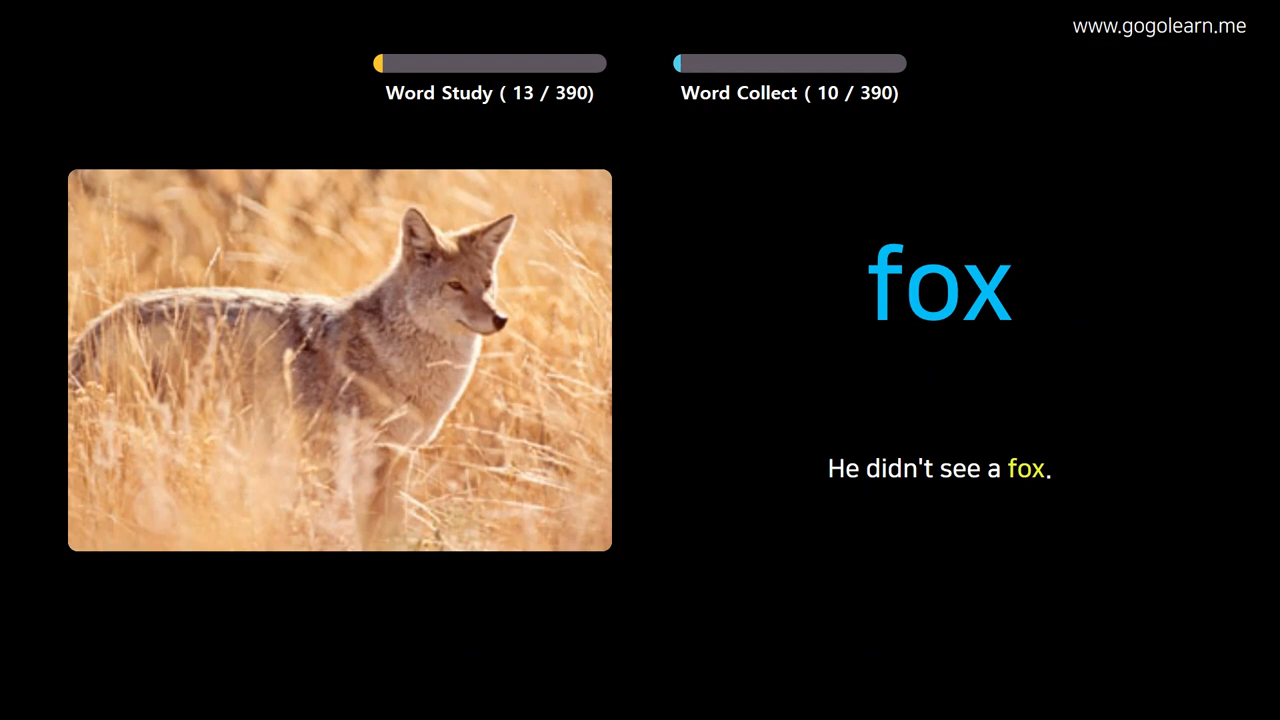 www.gogolearn.me
Word Study ( 13 / 390)
Word Collect ( 10 / 390)
fox
He didn't see a fox.